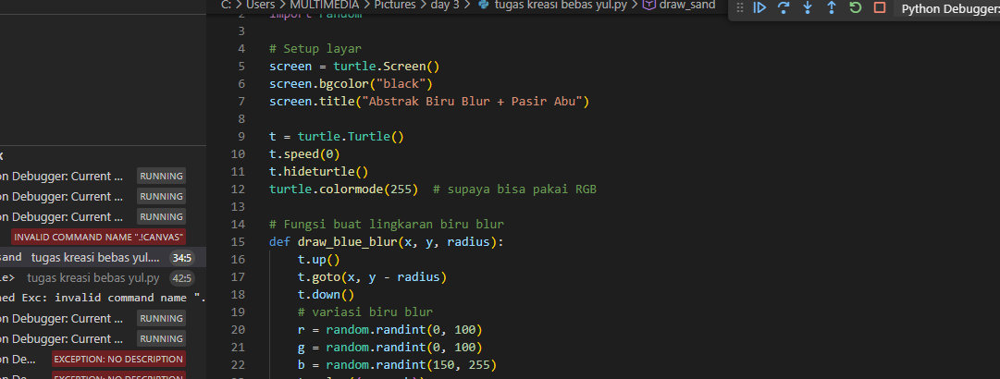 C: > Users > MULTIMEDIA > Pictures > day 3 > tugas kreasi bebas yul.py > draw_sand
Python Debugger:
2 import random
3
4 # Setup layar
5 screen = turtle.Screen()
6 screen.bgcolor("black")
7 screen.title("Abstrak Biru Blur + Pasir Abu")
8
9 t = turtle.Turtle()
10 t.speed(0)
11 t.hideturtle()
12 turtle.colormode(255)  # supaya bisa pakai RGB
13
14 # Fungsi buat lingkaran biru blur
15 def draw_blue_blur(x, y, radius):
16     t.up()
17     t.goto(x, y - radius)
18     t.down()
19     # variasi biru blur
20     r = random.randint(0, 100)
21     g = random.randint(0, 100)
22     b = random.randint(150, 255)
on Debugger: Current ... RUNNING
on Debugger: Current ... RUNNING
on Debugger: Current ... RUNNING
INVALID COMMAND NAME ".!CANVAS"
sand tugas kreasi bebas yul.... 34:5
le> tugas kreasi bebas yul.py 42:5
ned Exc: invalid command name ".
on Debugger: Current ... RUNNING
on Debugger: Current ... RUNNING
on De... EXCEPTION: NO DESCRIPTION
on De... EXCEPTION: NO DESCRIPTION